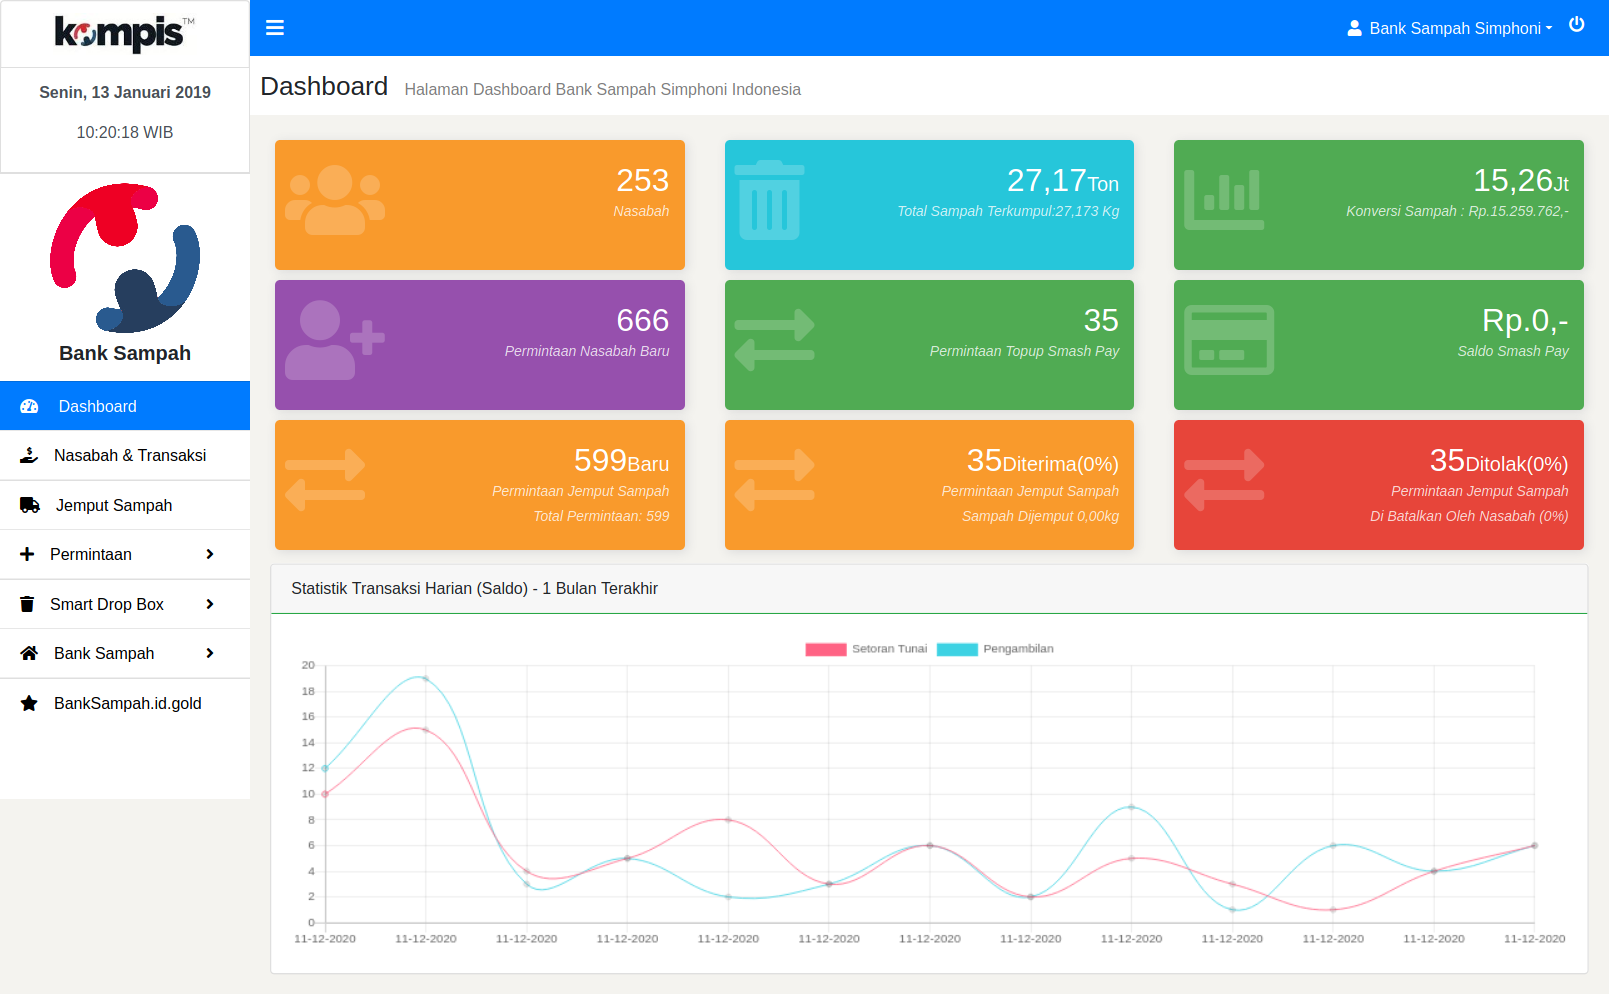 kompis™
Bank Sampah Simphoni
Senin, 13 Januari 2019
10:20:18 WIB
Dashboard Halaman Dashboard Bank Sampah Simphoni Indonesia
Bank Sampah
Dashboard
Nasabah & Transaksi
Jemput Sampah
Permintaan
Smart Drop Box
Bank Sampah
BankSampah.id.gold
253
Nasabah
27,17Ton
Total Sampah Terkumpul:27,173 Kg
15,26Jt
Konversi Sampah : Rp.15.259.762,-
666
Permintaan Nasabah Baru
35
Permintaan Topup Smash Pay
Rp.0,-
Saldo Smash Pay
599Baru
Permintaan Jemput Sampah
Total Permintaan: 599
35Diterima(0%)
Permintaan Jemput Sampah
Sampah Dijemput 0,00kg
35Ditolak(0%)
Permintaan Jemput Sampah
Di Batalkan Oleh Nasabah (0%)
Statistik Transaksi Harian (Saldo) - 1 Bulan Terakhir
Setoran Tunai Pengambilan
20
18
16
14
12
10
8
6
4
2
0
11-12-2020 11-12-2020 11-12-2020 11-12-2020 11-12-2020 11-12-2020 11-12-2020 11-12-2020 11-12-2020 11-12-2020 11-12-2020 11-12-2020 11-12-2020